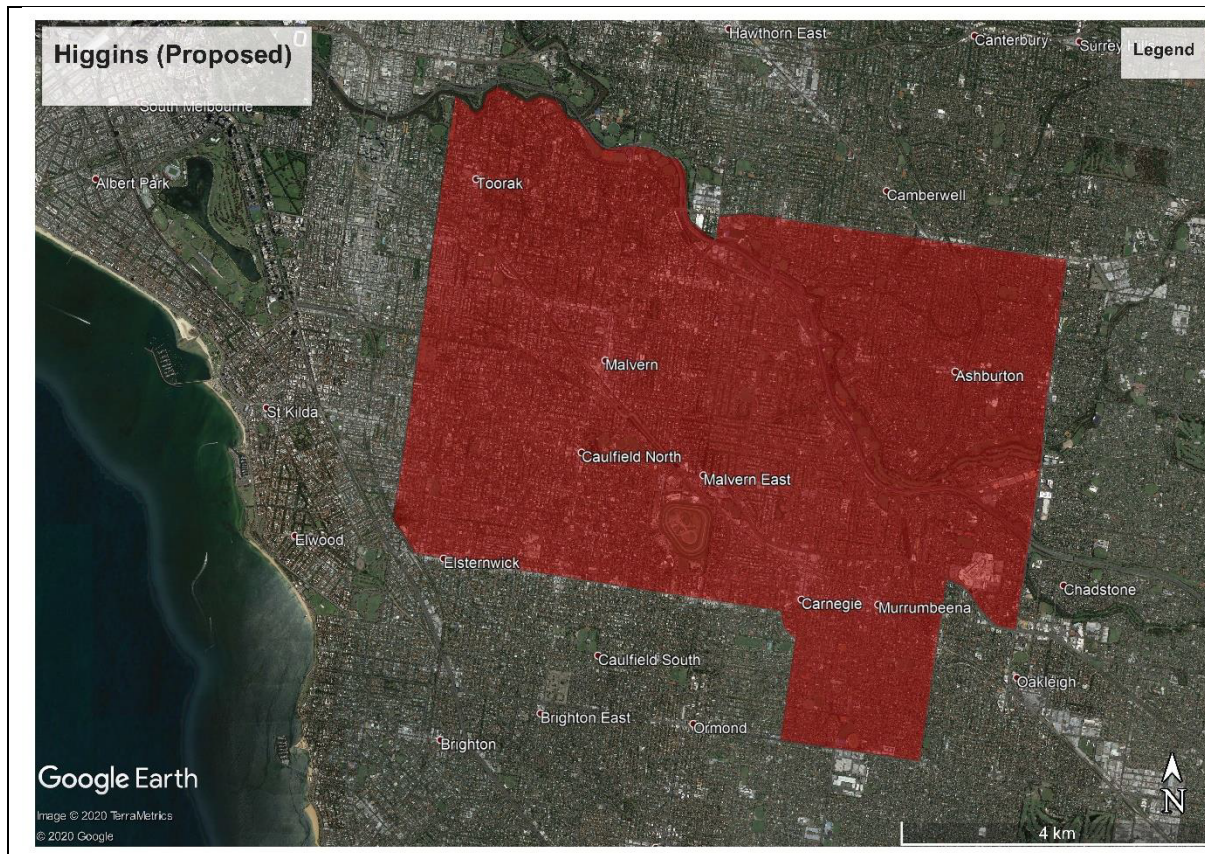 Higgins (Proposed)
Legend
Hawthorn East
Canterbury
Surrey Hills
South Melbourne
Albert Park
Toorak
Camberwell
Malvern
Ashburton
St Kilda
Caulfield North
Malvern East
Elwood
Elsternwick
Carnegie
Murrumbeena
Chadstone
Caulfield South
Oakleigh
Brighton East
Ormond
Brighton
Google Earth
N
Image © 2020 TerraMetrics
© 2020 Google
4 km